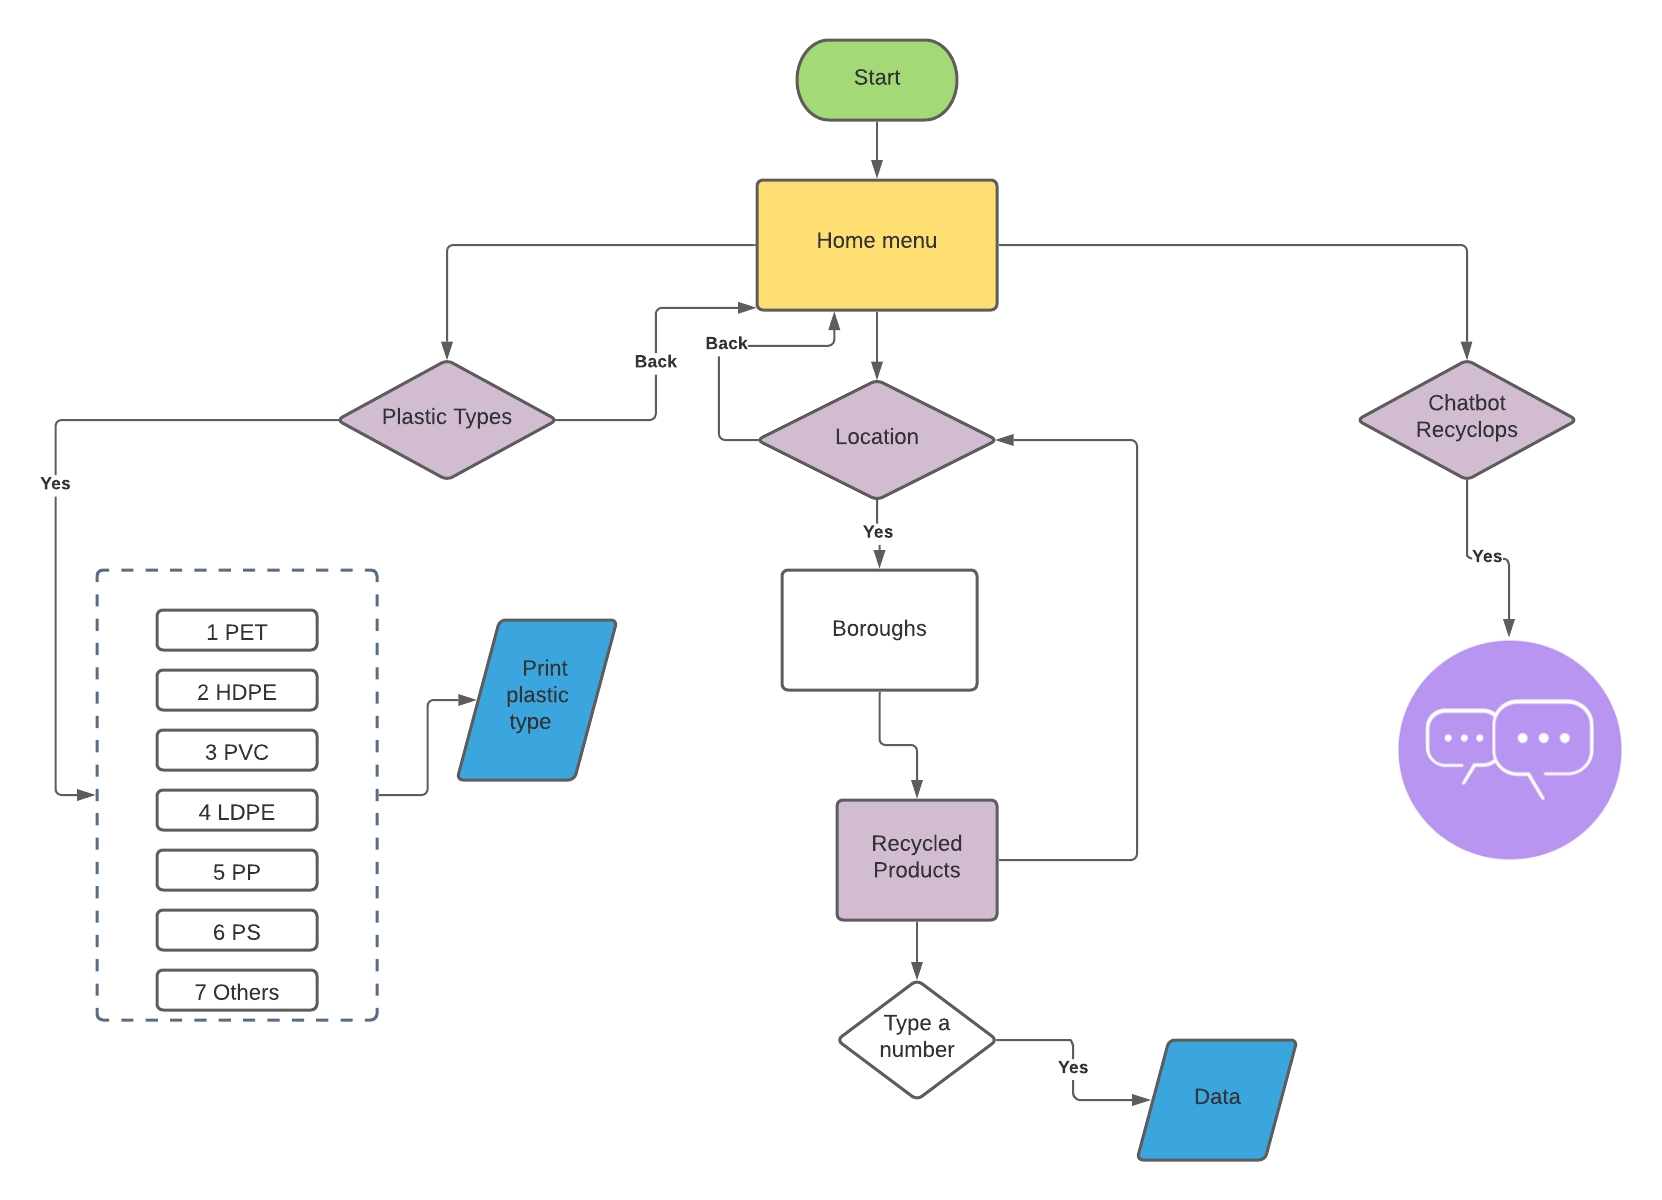 Start
Home menu
Back
Back
Plastic Types
Location
Chatbot
Recyclops
Yes
Yes
Yes
1 PET
2 HDPE
3 PVC
4 LDPE
5 PP
6 PS
7 Others
Print
plastic
type
Boroughs
Recycled
Products
Type a
number
Yes
Data